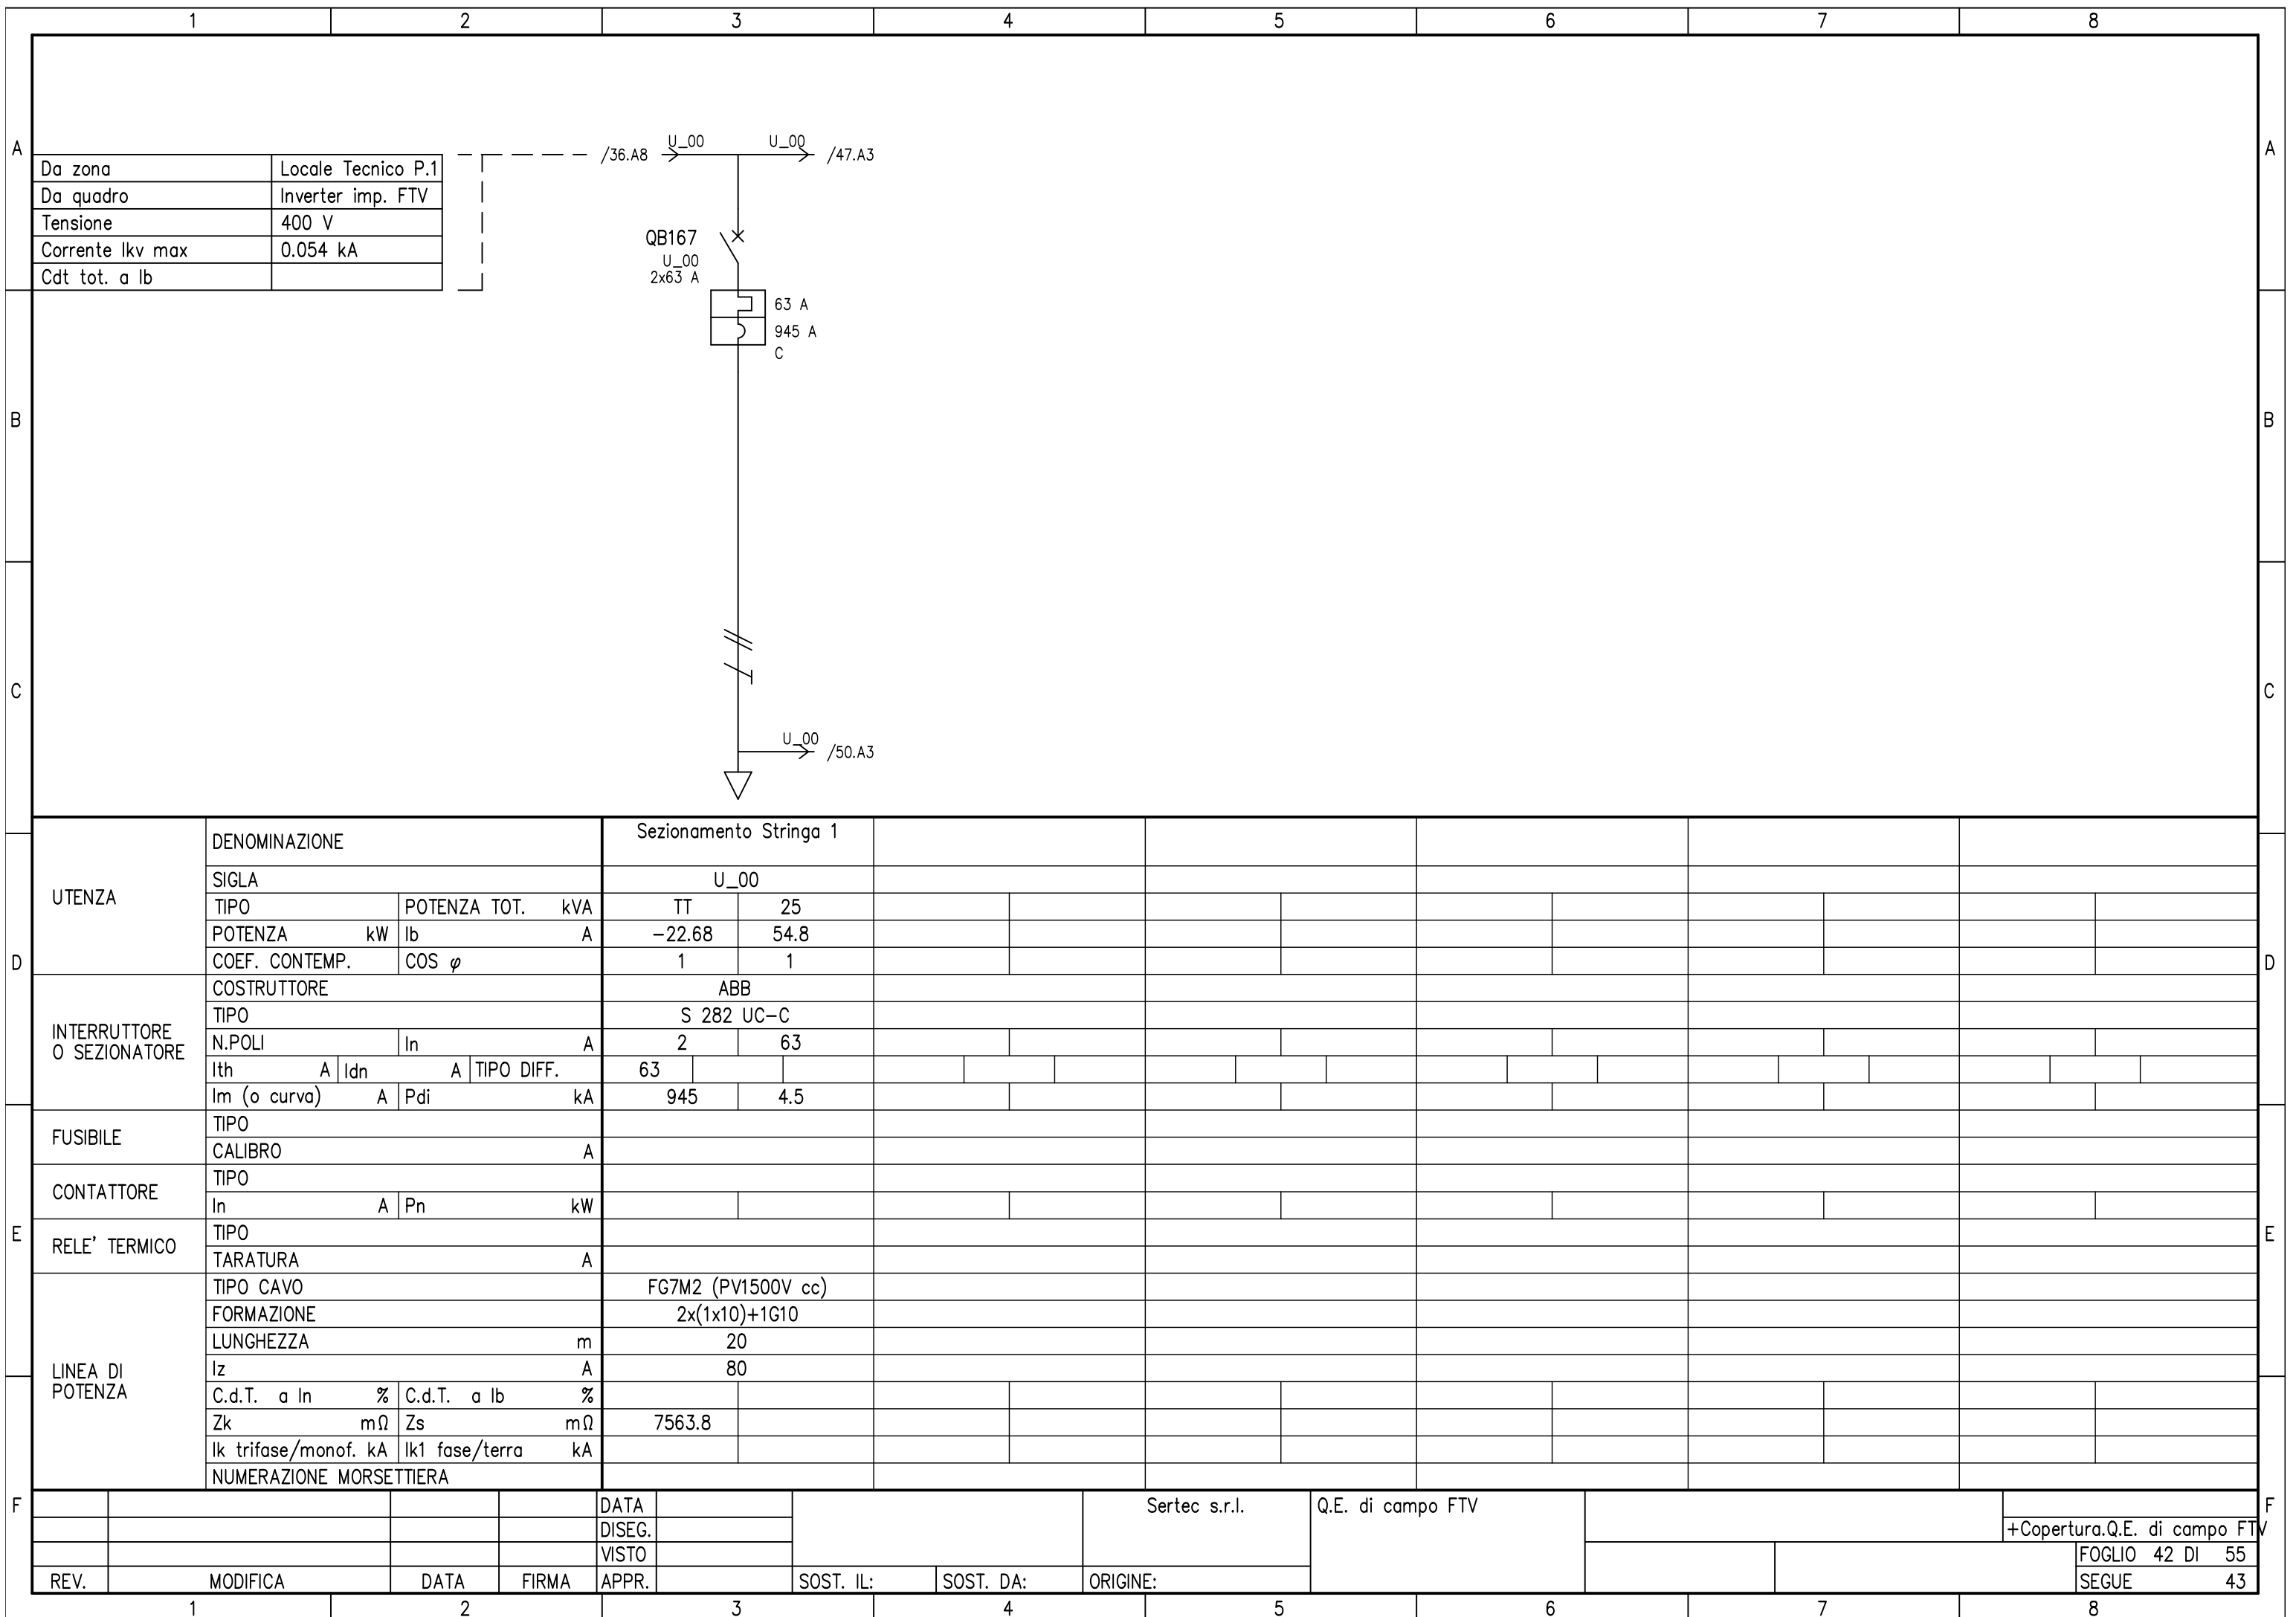 1 2 3 4 5 6 7 8
A A
/36.A8 U_00 U_00 /47.A3
Da zona Locale Tecnico P.1
Da quadro Inverter imp. FTV
Tensione 400 V
Corrente Ikv max 0.054 kA
Cdt tot. a Ib
QB167
U_00
2x63 A
63 A
945 A
C
B B
C C
U_00 /50.A3
UTENZA
DENOMINAZIONE Sezionamento Stringa 1
SIGLA U_00
TIPO POTENZA TOT. kVA TT 25
POTENZA kW Ib A -22.68 54.8
D COEF. CONTEMP. COS φ 1 1 D
INTERRUTTORE
O SEZIONATORE
COSTRUTTORE ABB
TIPO S 282 UC-C
N.POLI In A 2 63
Ith A Idn A TIPO DIFF. 63
Im (o curva) A Pdi kA 945 4.5
FUSIBILE
TIPO
CALIBRO A
CONTATTORE
TIPO
In A Pn kW
E E
RELE' TERMICO
TIPO
TARATURA A
LINEA DI
POTENZA
TIPO CAVO FG7M2 (PV1500V cc)
FORMAZIONE 2x(1x10)+1G10
LUNGHEZZA m 20
Iz A 80
C.d.T. a In % C.d.T. a Ib %
Zk mΩ Zs mΩ 7563.8
Ik trifase/monof. kA Ik1 fase/terra kA
NUMERAZIONE MORSETTIERA
F F
DATA Sertec s.r.l. Q.E. di campo FTV
DISEG. +Copertura.Q.E. di campo FTV
VISTO FOGLIO 42 DI 55
REV. MODIFICA DATA FIRMA APPR. SOST. IL: SOST. DA: ORIGINE: SEGUE 43
1 2 3 4 5 6 7 8